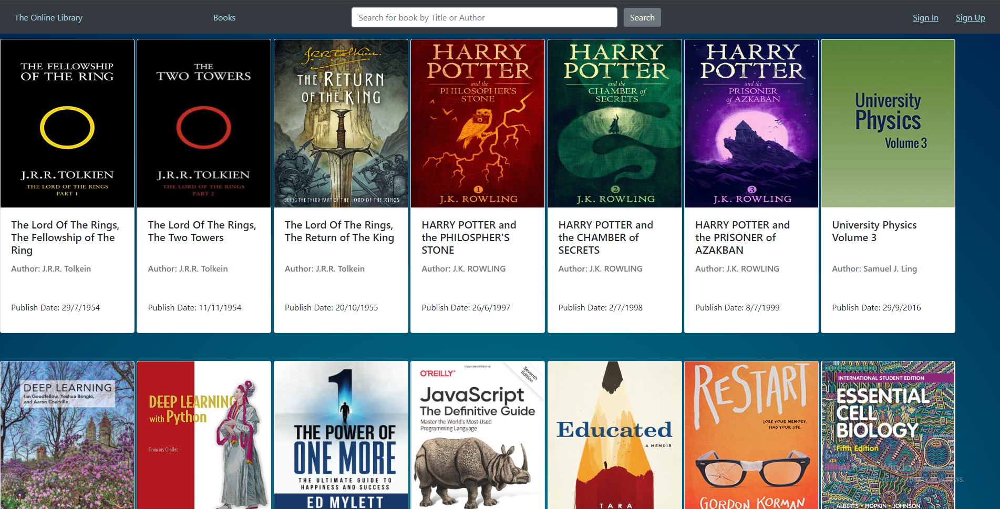 The Online Library
Books
Search for book by Title or Author
Search
Sign In
Sign Up
THE FELLOWSHIP
OF THE RING
J.R.R. TOLKIEN
THE LORD OF THE RINGS
PART 1
THE
TWO TOWERS
J.R.R. TOLKIEN
THE LORD OF THE RINGS
PART 2
J.R.R. Tolkien.
THE RETURN
OF THE KING
BEING THE THIRD PART OF THE LORD OF THE RINGS
HARRY
POTTER
and the
PHILOSOPHER'S
STONE
1
J.K. ROWLING
HARRY
POTTER
and the
CHAMBER of
SECRETS
2
J.K. ROWLING
HARRY
POTTER
and the
PRISONER
of AZKABAN
3
J.K. ROWLING
University
Physics
Volume 3
The Lord Of The Rings,
The Fellowship of The
Ring
Author: J.R.R. Tolkein
Publish Date: 29/7/1954
The Lord Of The Rings,
The Two Towers
Author: J.R.R. Tolkein
Publish Date: 11/11/1954
The Lord Of The Rings,
The Return of The King
Author: J.R.R. Tolkein
Publish Date: 20/10/1955
HARRY POTTER and
the PHILOSPHER'S
STONE
Author: J.K. ROWLING
Publish Date: 26/6/1997
HARRY POTTER and
the CHAMBER of
SECRETS
Author: J.K. ROWLING
Publish Date: 2/7/1998
HARRY POTTER and
the PRISONER of
AZAKBAN
Author: J.K. ROWLING
Publish Date: 8/7/1999
University Physics
Volume 3
Author: Samuel J. Ling
Publish Date: 29/9/2016
DEEP LEARNING
Ian Goodfellow, Yoshua Bengio,
and Aaron Courville
DEEP LEARNING
with Python
François Chollet
1
THE POWER OF
ONE MORE
THE ULTIMATE GUIDE TO
HAPPINESS AND SUCCESS
ED MYLETT
Copyrighted Material
O'REILLY®
Seventh
Edition
JavaScript
The Definitive Guide
Master the World's Most-Used
Programming Language
Educated
A MEMOIR
TARA
RESTART
LOSE YOUR MEMORY.
FIND YOUR LIFE.
GORDON KORMAN
INTERNATIONAL STUDENT EDITION
ESSENTIAL
CELL
BIOLOGY
Fifth Edition
ALBERTS • HOPKIN • JOHNSON
Activate Windows